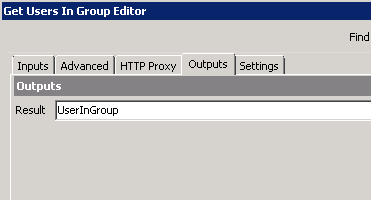 Get Users In Group Editor
Find
Inputs Advanced HTTP Proxy Outputs Settings
Outputs
Result UserInGroup